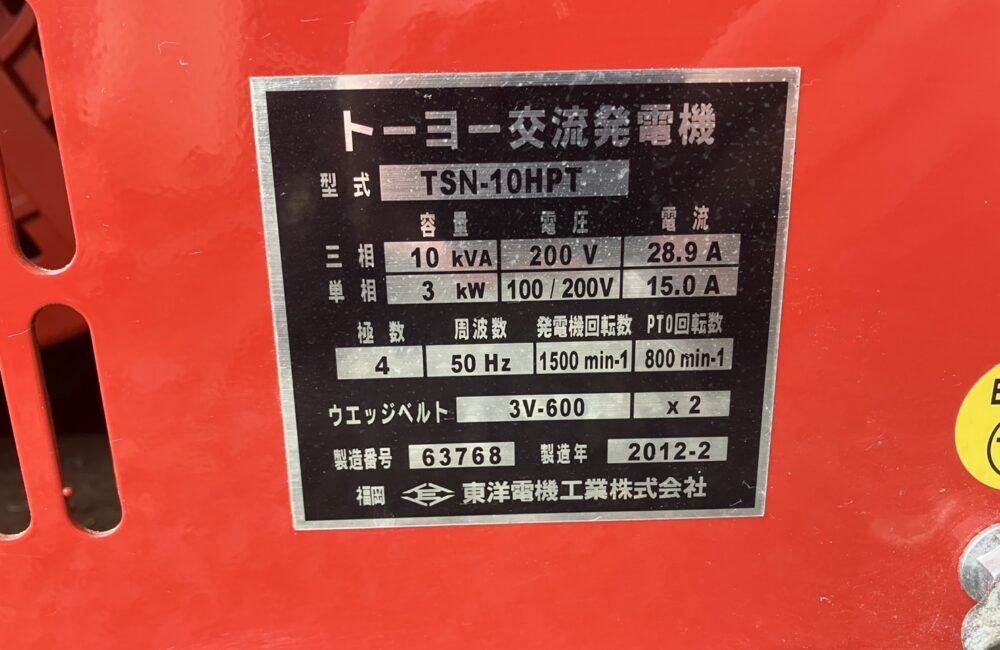 トーヨー交流発電機
型式 TSN-10HPT
容量 電圧 電流
三相 10 kVA 200 V 28.9 A
単相 3 kW 100/200V 15.0 A
極数 周波数 発電機回転数 PTO回転数
4 50 Hz 1500 min-1 800 min-1
ウエッジベルト 3V-600 x 2
製造番号 63768 製造年 2012-2
福岡 東洋電機工業株式会社